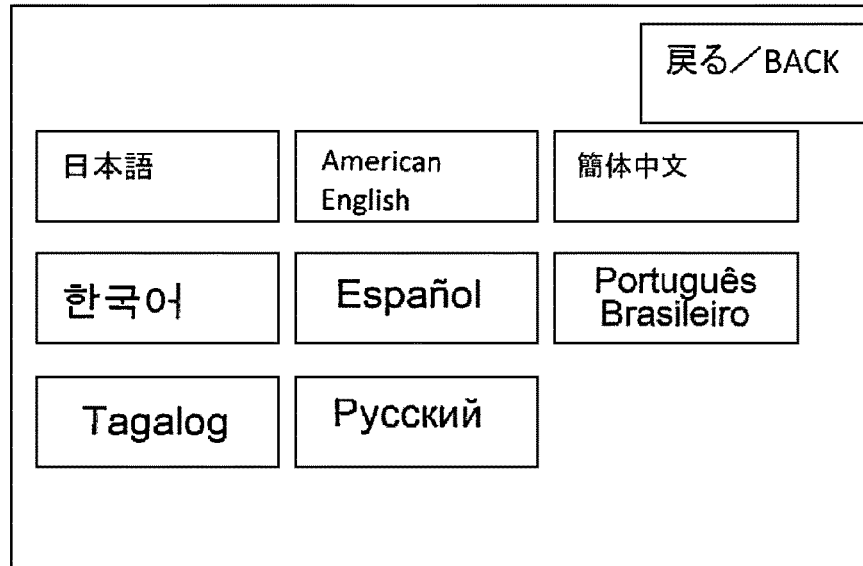 戻る／BACK
日本語
American
English
簡体中文
한국어
Español
Português
Brasileiro
Tagalog
Русский